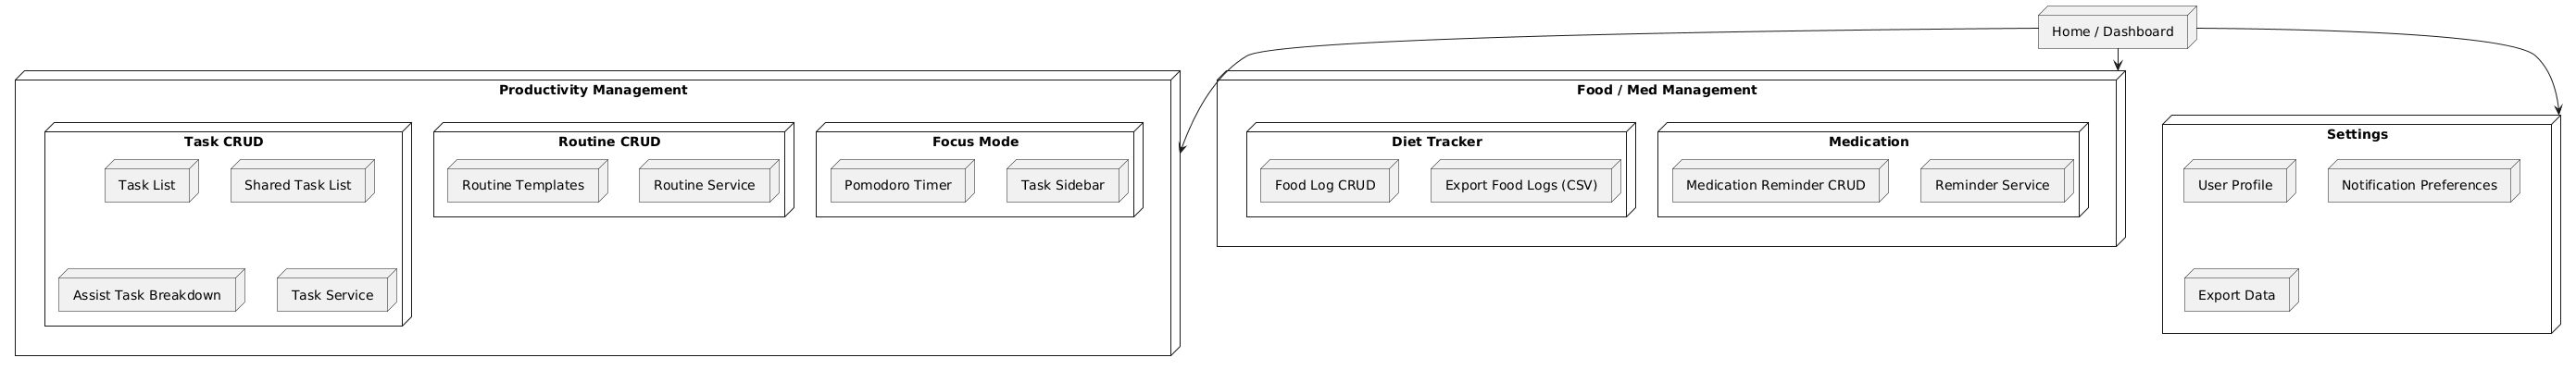 Home / Dashboard
Productivity Management
Task CRUD
Task List
Shared Task List
Assist Task Breakdown
Task Service
Routine CRUD
Routine Templates
Routine Service
Focus Mode
Pomodoro Timer
Task Sidebar
Food / Med Management
Diet Tracker
Food Log CRUD
Export Food Logs (CSV)
Medication
Medication Reminder CRUD
Reminder Service
Settings
User Profile
Notification Preferences
Export Data